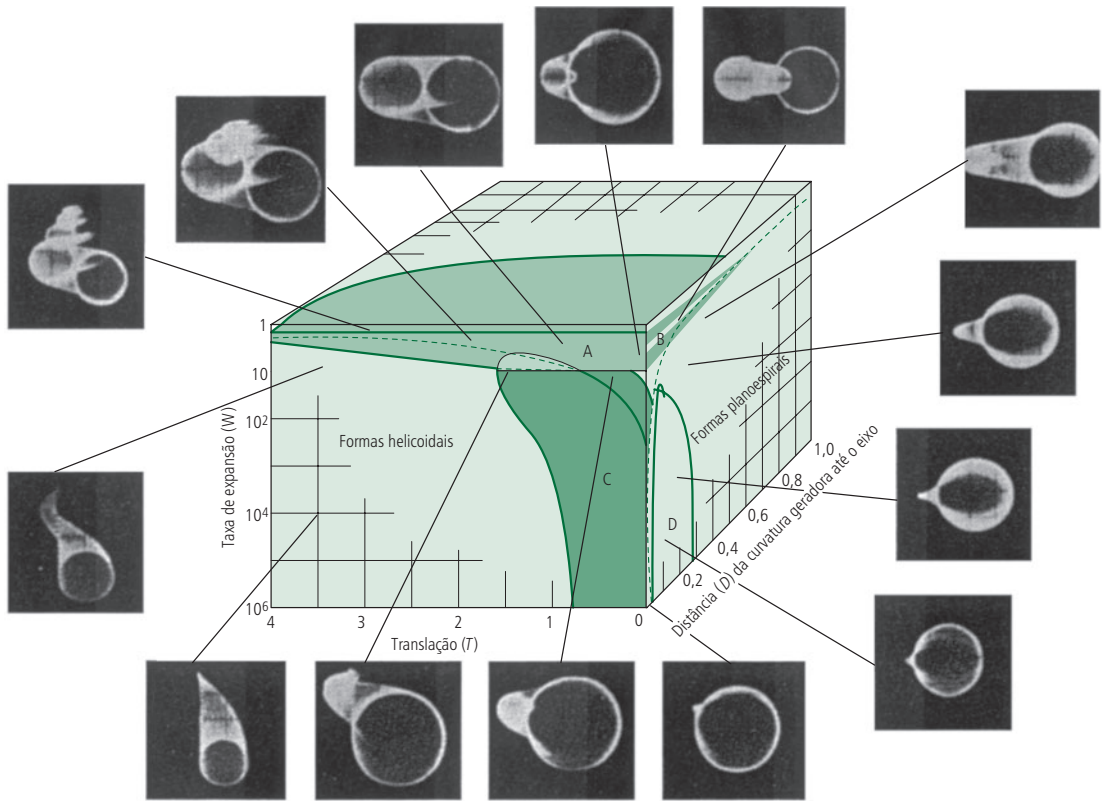 1
10
10²
10⁴
10⁶
Taxa de expansão (W)
4
3
2
1
0
Translação (T)
0,2
0,4
0,6
0,8
1,0
Distância (D) da curvatura geradora até o eixo
Formas helicoidais
Formas planoespirais
A
B
C
D